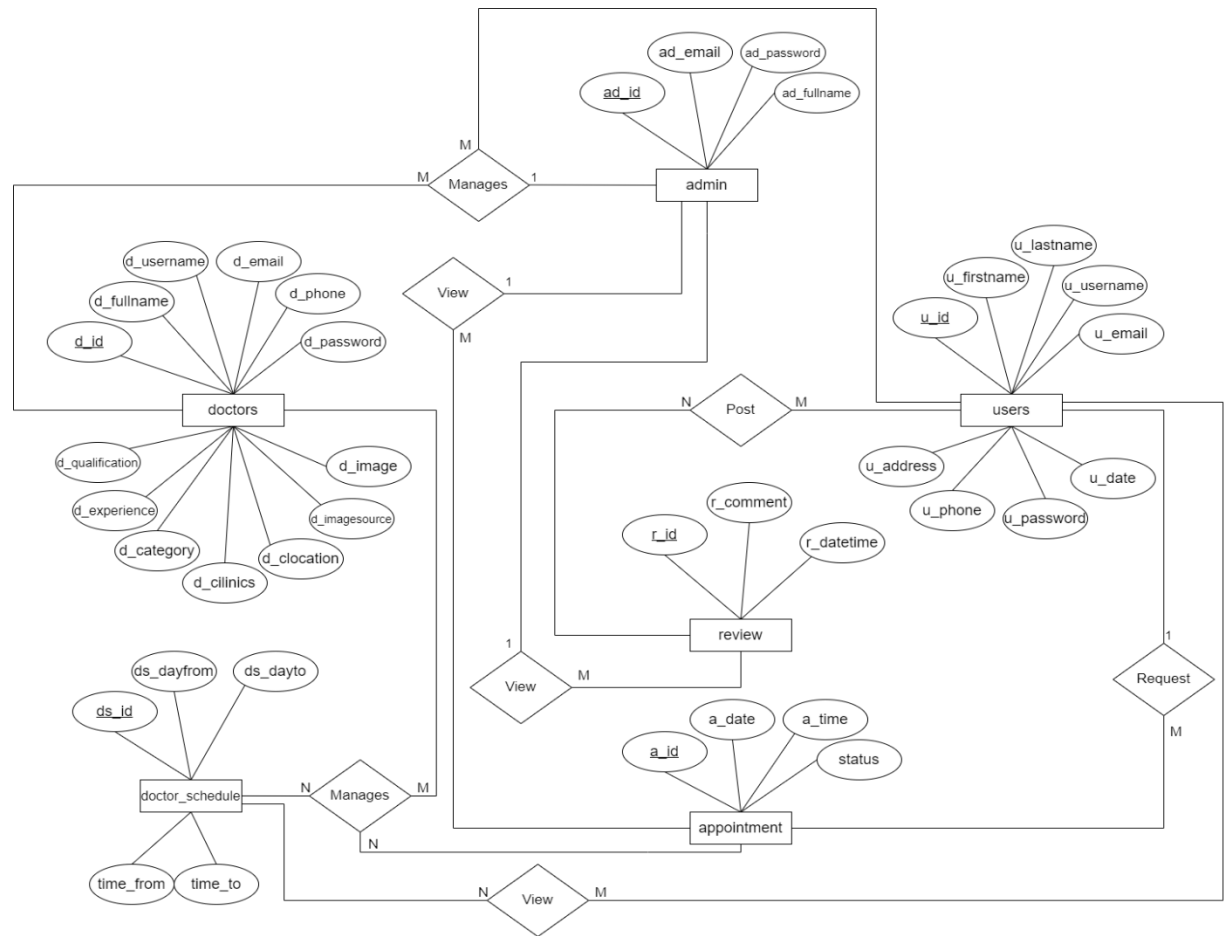 ad_email
ad_password
ad_id
ad_fullname
M
M
Manages
1
admin
u_lastname
d_username
d_email
u_firstname
u_username
View
1
d_fullname
d_phone
u_id
u_email
M
d_id
d_password
doctors
N
Post
M
users
d_qualification
d_image
u_address
u_date
d_experience
d_imagesource
r_comment
u_phone
u_password
d_category
d_clocation
r_id
r_datetime
d_cilinics
review
1
1
ds_dayfrom
ds_dayto
View
M
Request
ds_id
a_date
a_time
M
a_id
status
doctor_schedule
N
Manages
M
appointment
N
time_from
time_to
N
View
M